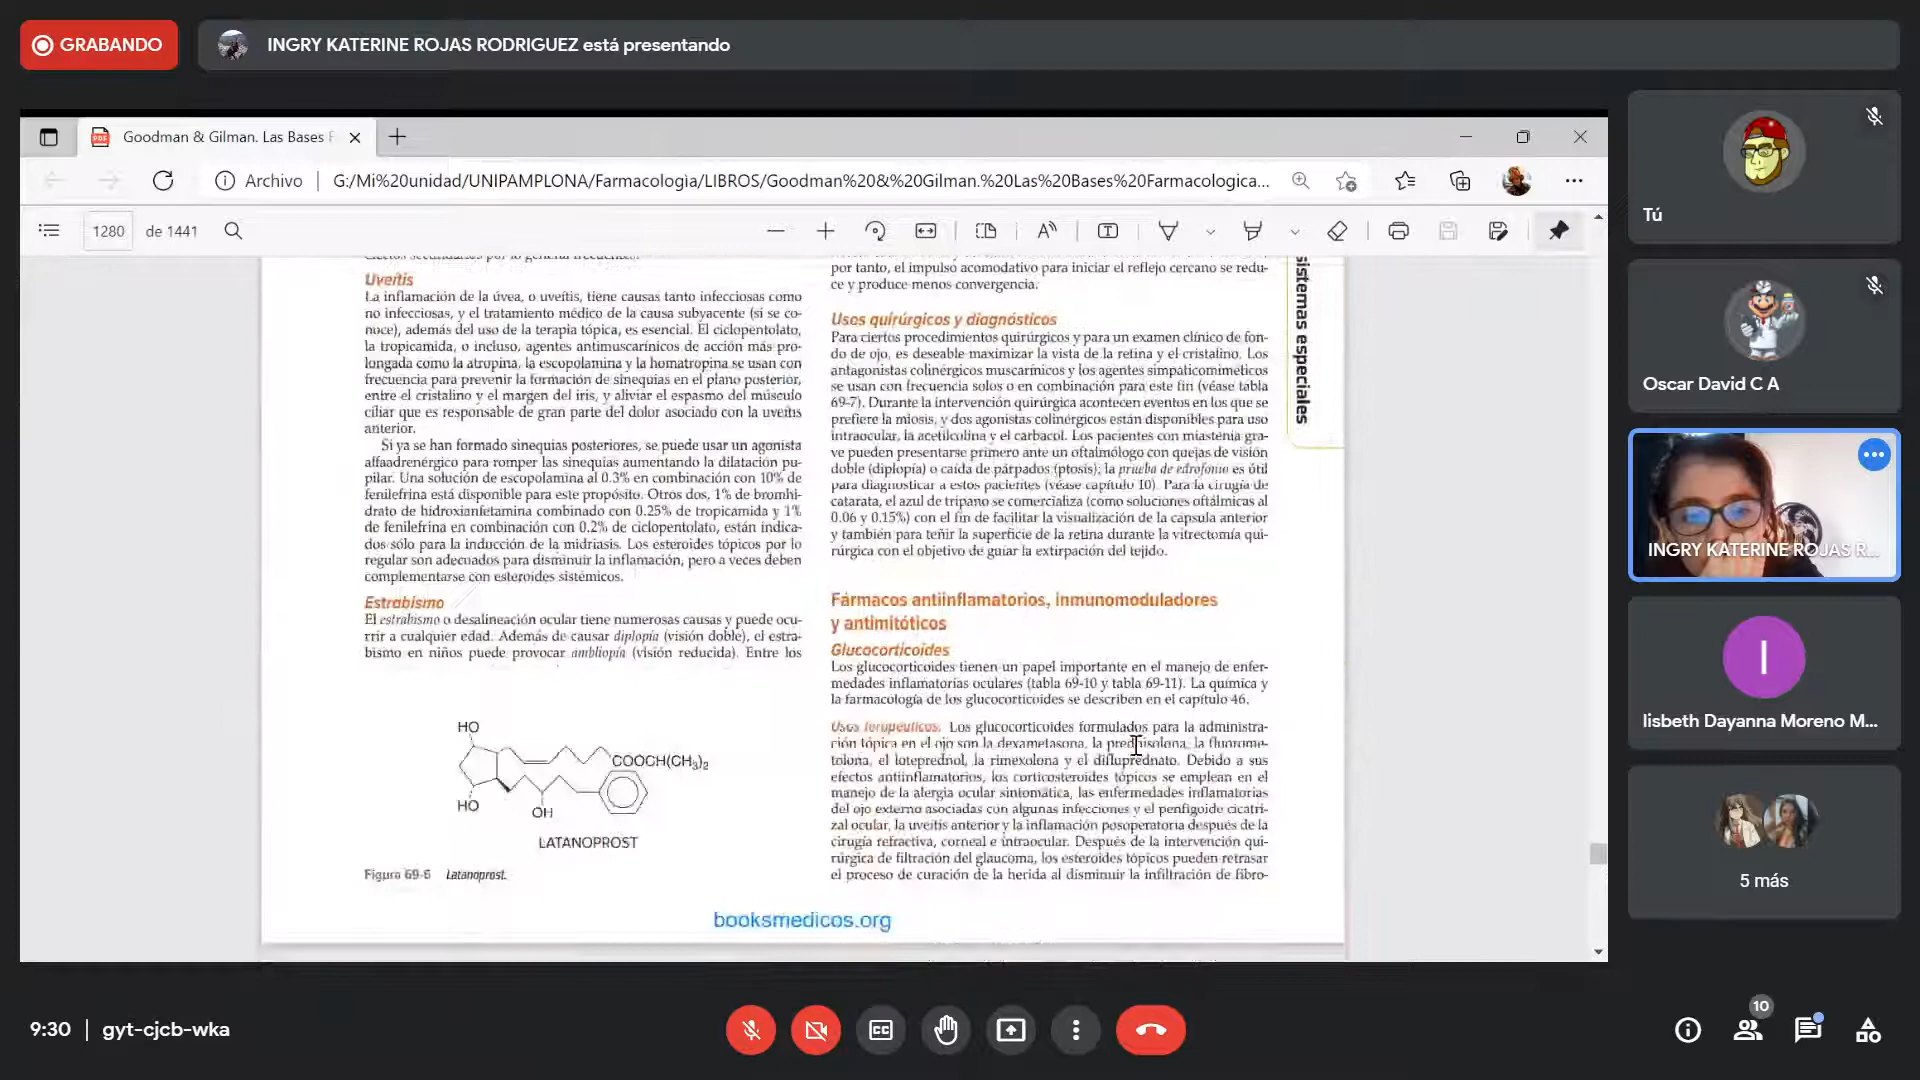 GRABANDO
INGRY KATERINE ROJAS RODRIGUEZ está presentando
Goodman & Gilman. Las Bases F
Archivo
G:/Mi%20unidad/UNIPAMPLONA/Farmacología/LIBROS/Goodman%20&%20Gilman.%20Las%20Bases%20Farmacologica...
1280 de 1441
Uveítis
La inflamación de la úvea, o uveítis, tiene causas tanto infecciosas como
no infecciosas, y el tratamiento médico de la causa subyacente (si se co-
noce), además del uso de la terapia tópica, es esencial. El ciclopentolato,
la tropicamida, o incluso, agentes antimuscarínicos de acción más pro-
longada como la atropina, la escopolamina y la homatropina se usan con
frecuencia para prevenir la formación de sinequias en el plano posterior,
entre el cristalino y el margen del iris, y aliviar el espasmo del músculo
ciliar que es responsable de gran parte del dolor asociado con la uveítis
anterior.
Si ya se han formado sinequias posteriores, se puede usar un agonista
alfaadrenérgico para romper las sinequias aumentando la dilatación pu-
pilar. Una solución de escopolamina al 0.3% en combinación con 10% de
fenilefrina está disponible para este propósito. Otros dos, 1% de bromhi-
drato de hidroxianfetamina combinado con 0.25% de tropicamida y 1%
de fenilefrina en combinación con 0.2% de ciclopentolato, están indica-
dos sólo para la inducción de la midriasis. Los esteroides tópicos por lo
regular son adecuados para disminuir la inflamación, pero a veces deben
complementarse con esteroides sistémicos.
Estrabismo
El estrabismo o desalineación ocular tiene numerosas causas y puede ocu-
rrir a cualquier edad. Además de causar diplopía (visión doble), el estra-
bismo en niños puede provocar ambliopía (visión reducida). Entre los
HO
COOCH(CH3)2
HO
OH
LATANOPROST
Figura 69-6 Latanoprost.
por tanto, el impulso acomodativo para iniciar el reflejo cercano se redu-
ce y produce menos convergencia.
Usos quirúrgicos y diagnósticos
Para ciertos procedimientos quirúrgicos y para un examen clínico de fon-
do de ojo, es deseable maximizar la vista de la retina y el cristalino. Los
antagonistas colinérgicos muscarínicos y los agentes simpaticomiméticos
se usan con frecuencia solos o en combinación para este fin (véase tabla
69-7). Durante la intervención quirúrgica acontecen eventos en los que se
prefiere la miosis, y dos agonistas colinérgicos están disponibles para uso
intraocular, la acetilcolina y el carbacol. Los pacientes con miastenia gra-
ve pueden presentarse primero ante un oftalmólogo con quejas de visión
doble (diplopía) o caída de párpados (ptosis); la prueba de edrofonio es útil
para diagnosticar a estos pacientes (véase capítulo 10). Para la cirugía de
catarata, el azul de tripano se comercializa (como soluciones oftálmicas al
0.06 y 0.15%) con el fin de facilitar la visualización de la capsula anterior
y también para teñir la superficie de la retina durante la vitrectomía qui-
rúrgica con el objetivo de guiar la extirpación del tejido.
Fármacos antiinflamatorios, inmunomoduladores
y antimitóticos
Glucocorticoides
Los glucocorticoides tienen un papel importante en el manejo de enfer-
medades inflamatorias oculares (tabla 69-10 y tabla 69-11). La química y
la farmacología de los glucocorticoides se describen en el capítulo 46.
Usos terapéuticos. Los glucocorticoides formulados para la administra-
ción tópica en el ojo son la dexametasona, la prednisolona, la fluorome-
tolona, el loteprednol, la rimexolona y el difluprednato. Debido a sus
efectos antiinflamatorios, los corticosteroides tópicos se emplean en el
manejo de la alergia ocular sintomática, las enfermedades inflamatorias
del ojo externo asociadas con algunas infecciones y el penfigoide cicatri-
zal ocular, la uveítis anterior y la inflamación posoperatoria después de la
cirugía refractiva, corneal e intraocular. Después de la intervención qui-
rúrgica de filtración del glaucoma, los esteroides tópicos pueden retrasar
el proceso de curación de la herida al disminuir la infiltración de fibro-
sistemas especiales
booksmedicos.org
Tú
Oscar David C A
INGRY KATERINE ROJAS R...
I
lisbeth Dayanna Moreno M...
5 más
9:30 | gyt-cjcb-wka
CC
10